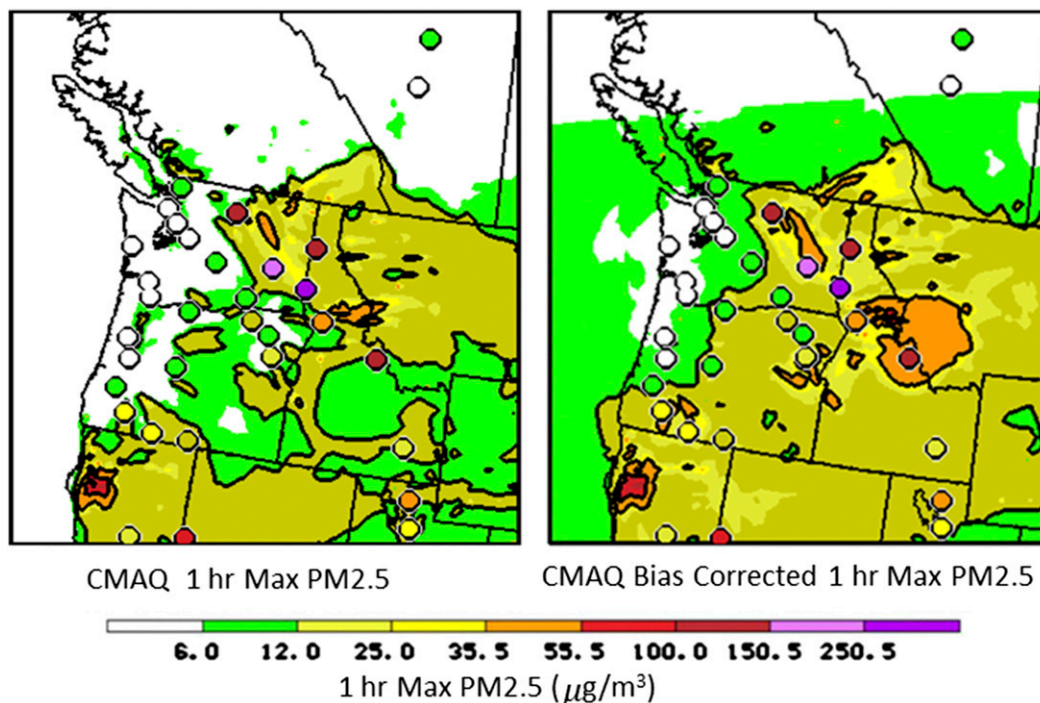 CMAQ 1 hr Max PM2.5
CMAQ Bias Corrected 1 hr Max PM2.5
6.0 12.0 25.0 35.5 55.5 100.0 150.5 250.5
1 hr Max PM2.5 (μg/m³)